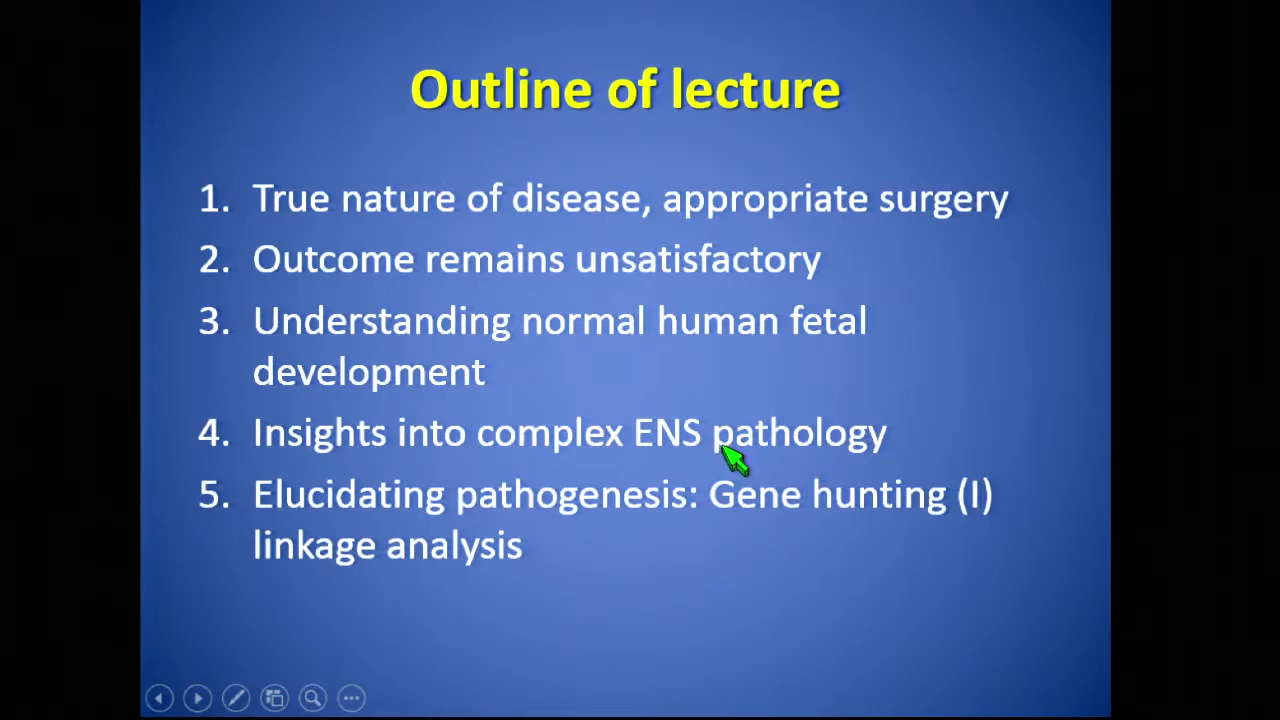 Outline of lecture
1. True nature of disease, appropriate surgery
2. Outcome remains unsatisfactory
3. Understanding normal human fetal
development
4. Insights into complex ENS pathology
5. Elucidating pathogenesis: Gene hunting (I)
linkage analysis